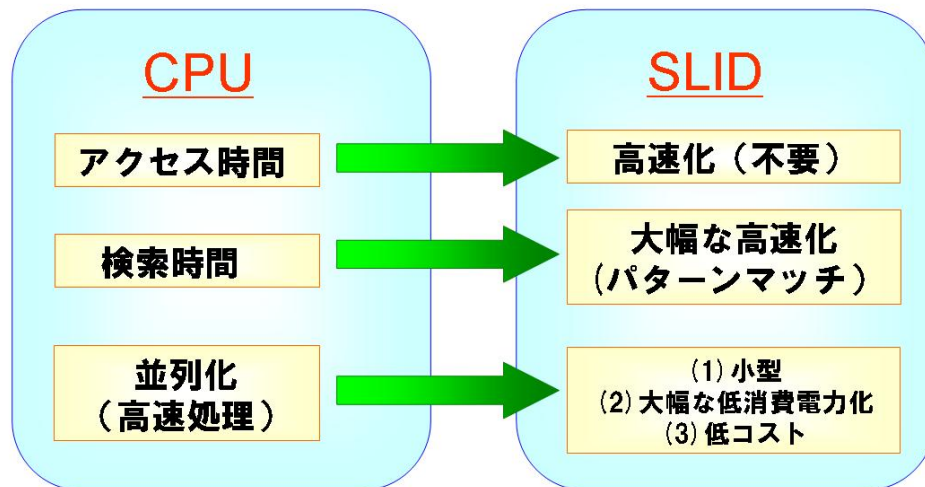 CPU
アクセス時間
検索時間
並列化
（高速処理）
SLID
高速化（不要）
大幅な高速化
（パターンマッチ）
(1) 小型
(2) 大幅な低消費電力化
(3) 低コスト